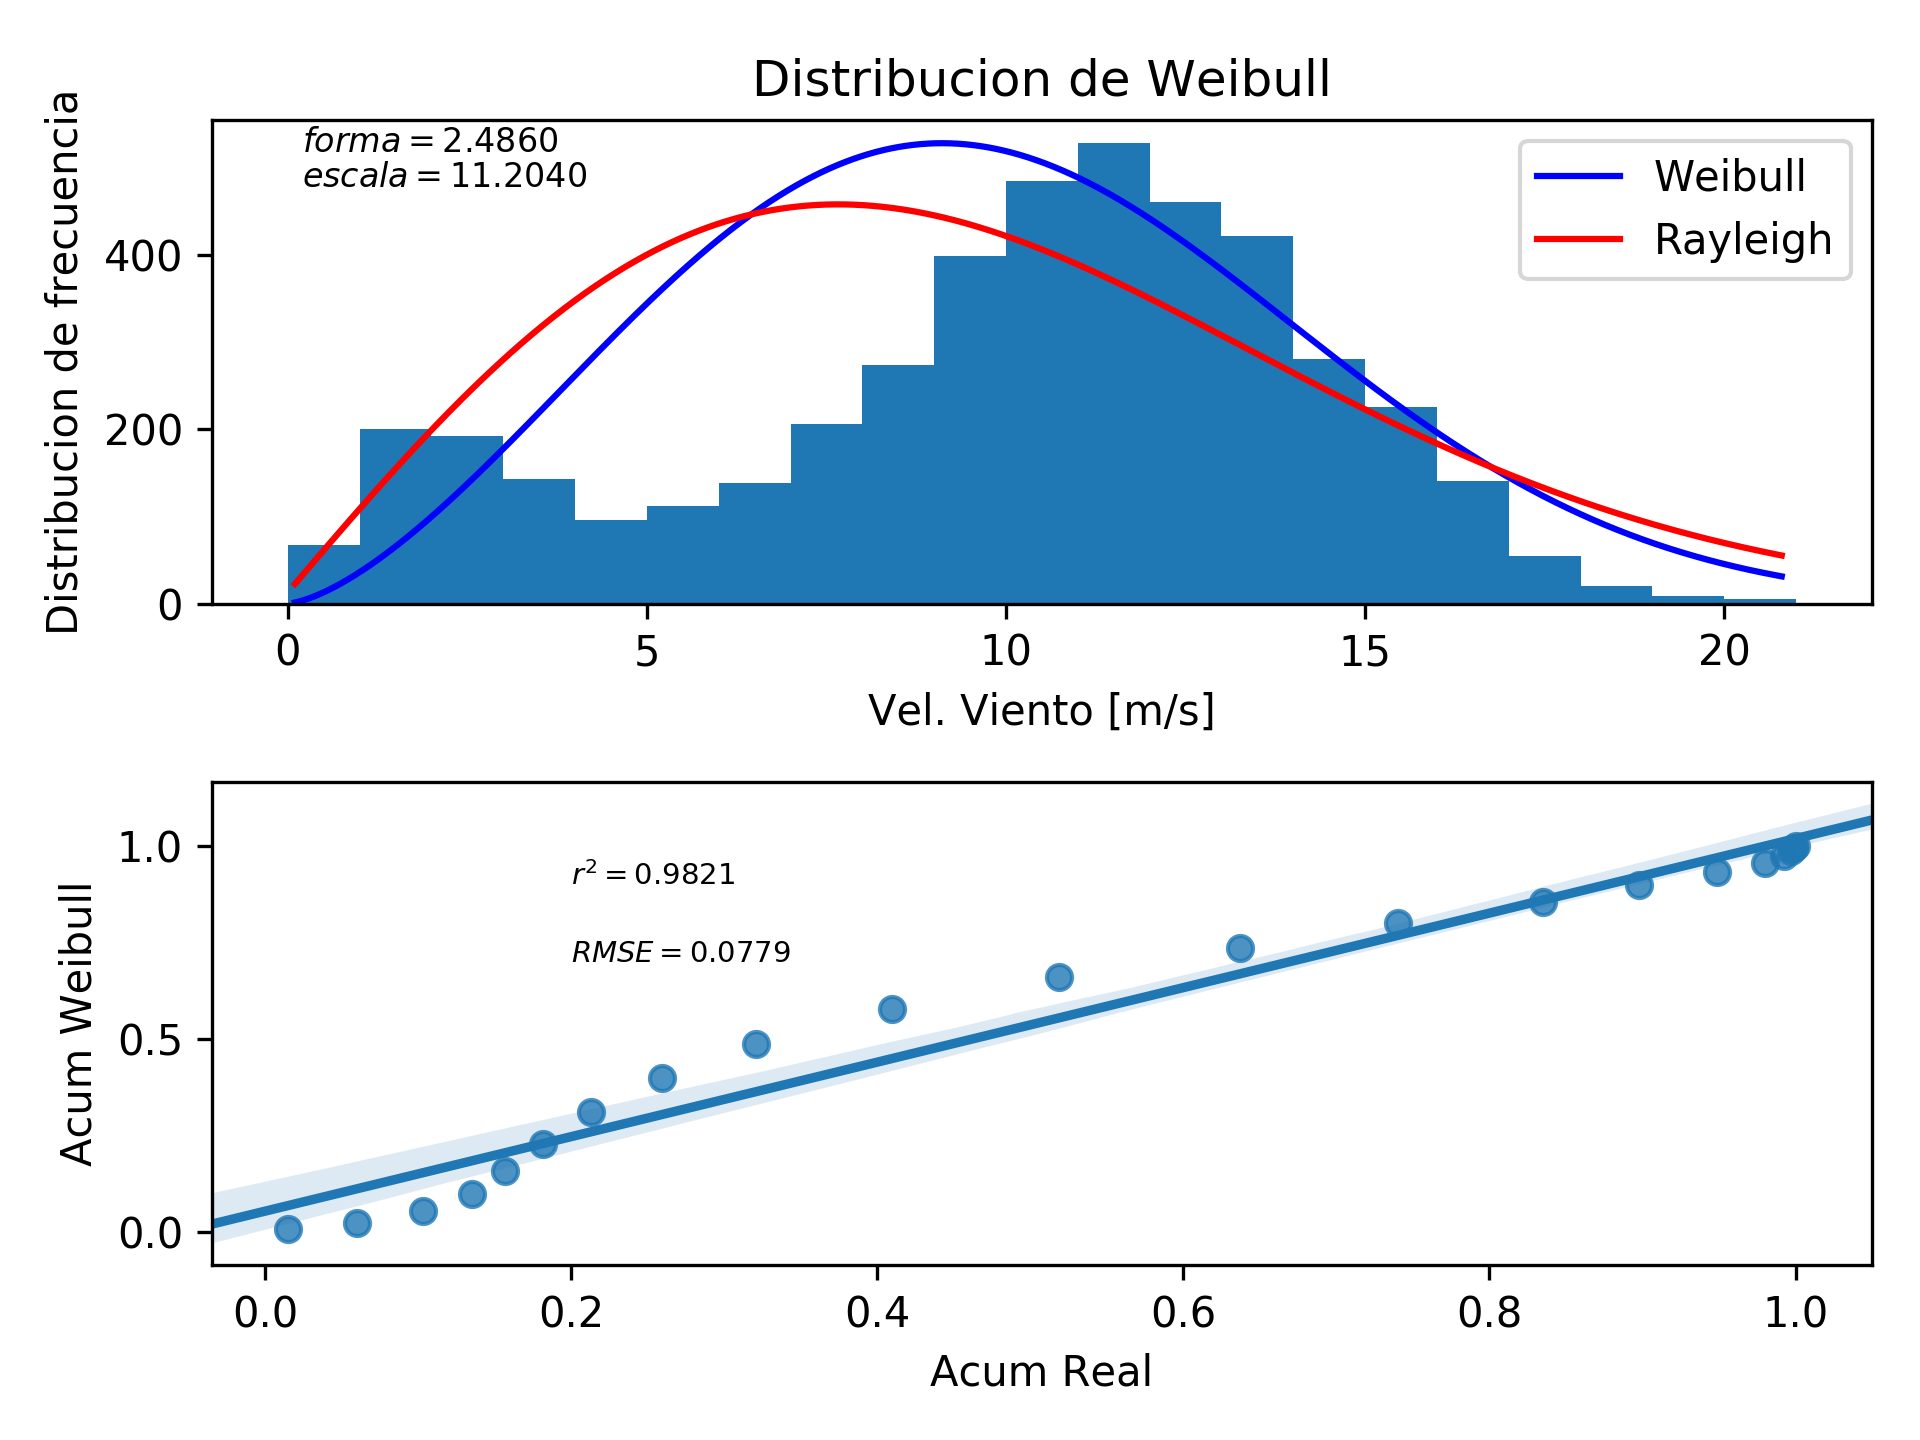 Distribucion de Weibull
forma = 2.4860
escala = 11.2040
Weibull
Rayleigh
Distribucion de frecuencia
400
200
0
0 5 10 15 20
Vel. Viento [m/s]
r² = 0.9821
RMSE = 0.0779
Acum Weibull
1.0
0.5
0.0
0.0 0.2 0.4 0.6 0.8 1.0
Acum Real